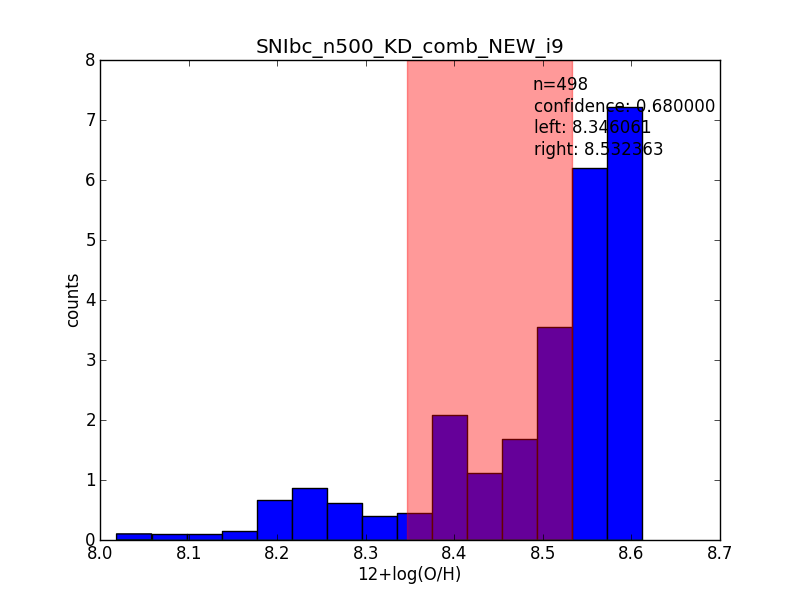 SNIbc_n500_KD_comb_NEW_i9
8
n=498
7
confidence: 0.680000
left: 8.346061
right: 8.532363
6
5
4
counts
3
2
1
0
8.0 8.1 8.2 8.3 8.4 8.5 8.6 8.7
12+log(O/H)